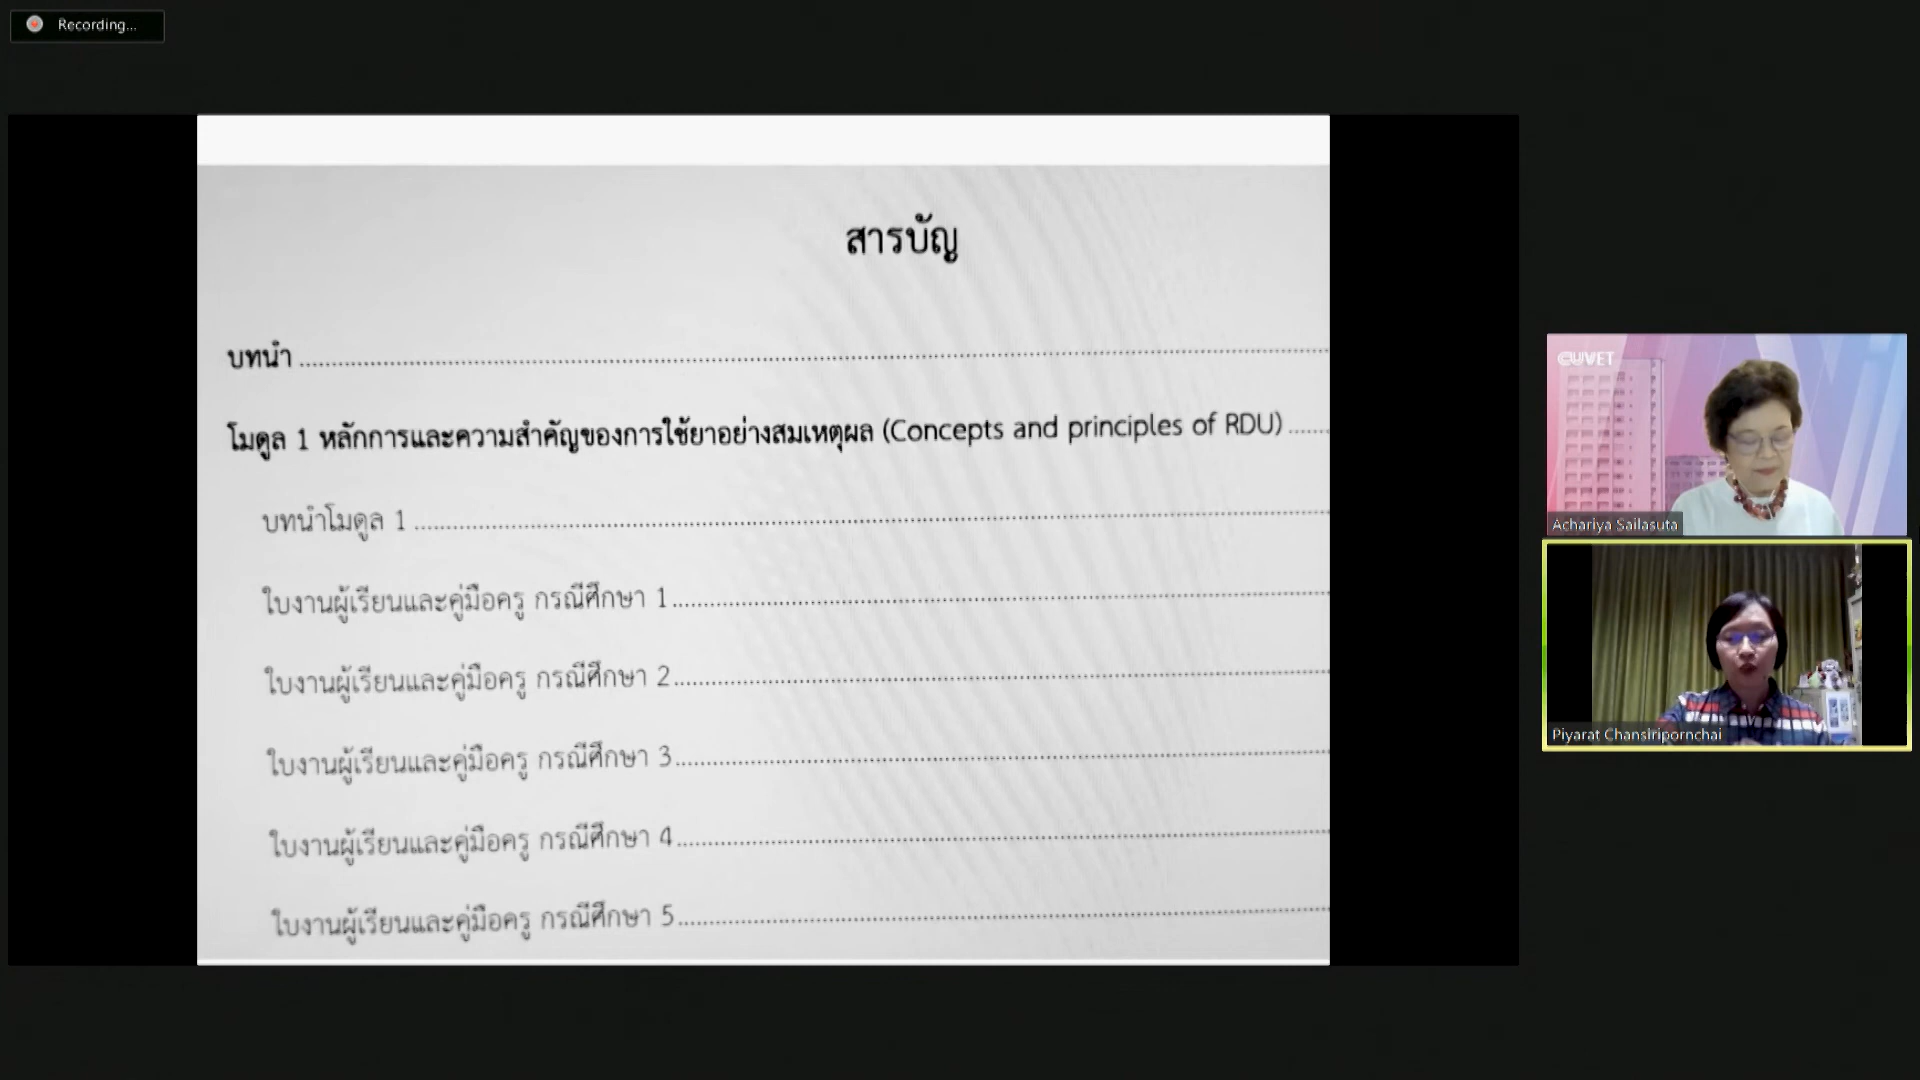 Recording...
สารบัญ
บทนำ
โมดูล 1 หลักการและความสำคัญของการใช้ยาอย่างสมเหตุผล (Concepts and principles of RDU)
บทนำโมดูล 1
ใบงานผู้เรียนและคู่มือครู กรณีศึกษา 1
ใบงานผู้เรียนและคู่มือครู กรณีศึกษา 2
ใบงานผู้เรียนและคู่มือครู กรณีศึกษา 3
ใบงานผู้เรียนและคู่มือครู กรณีศึกษา 4
ใบงานผู้เรียนและคู่มือครู กรณีศึกษา 5
CUVET
Achariya Sailasuta
Piyarat Chansiripornchai